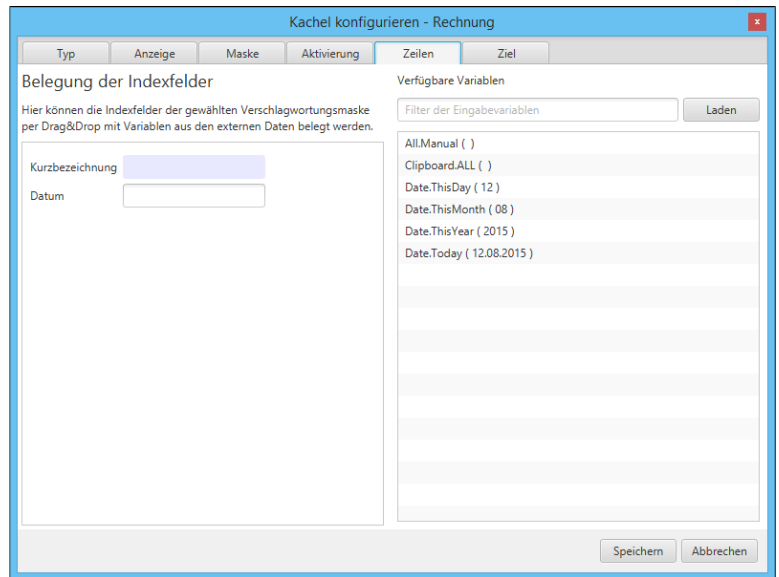 Kachel konfigurieren - Rechnung
x
Typ
Anzeige
Maske
Aktivierung
Zeilen
Ziel
Belegung der Indexfelder
Hier können die Indexfelder der gewählten Verschlagwortungsmaske
per Drag&Drop mit Variablen aus den externen Daten belegt werden.
Kurzbezeichnung
Datum
Verfügbare Variablen
Filter der Eingabevariablen
Laden
All.Manual ( )
Clipboard.ALL ( )
Date.ThisDay ( 12 )
Date.ThisMonth ( 08 )
Date.ThisYear ( 2015 )
Date.Today ( 12.08.2015 )
Speichern
Abbrechen